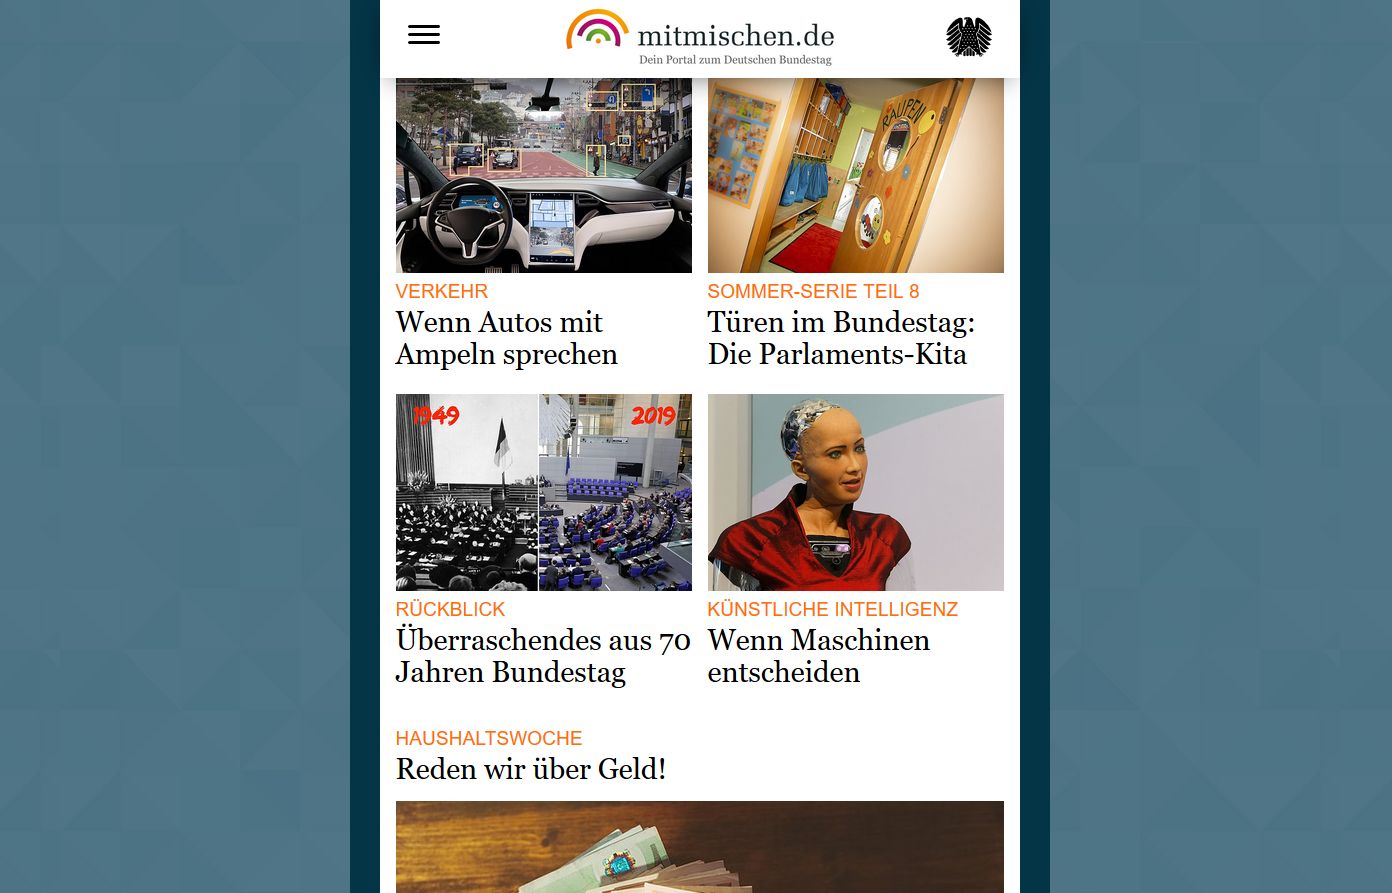 mitmischen.de
Dein Portal zum Deutschen Bundestag
RAUPEN
VERKEHR
Wenn Autos mit
Ampeln sprechen
SOMMER-SERIE TEIL 8
Türen im Bundestag:
Die Parlaments-Kita
1949
2019
RÜCKBLICK
Überraschendes aus 70
Jahren Bundestag
KÜNSTLICHE INTELLIGENZ
Wenn Maschinen
entscheiden
HAUSHALTSWOCHE
Reden wir über Geld!